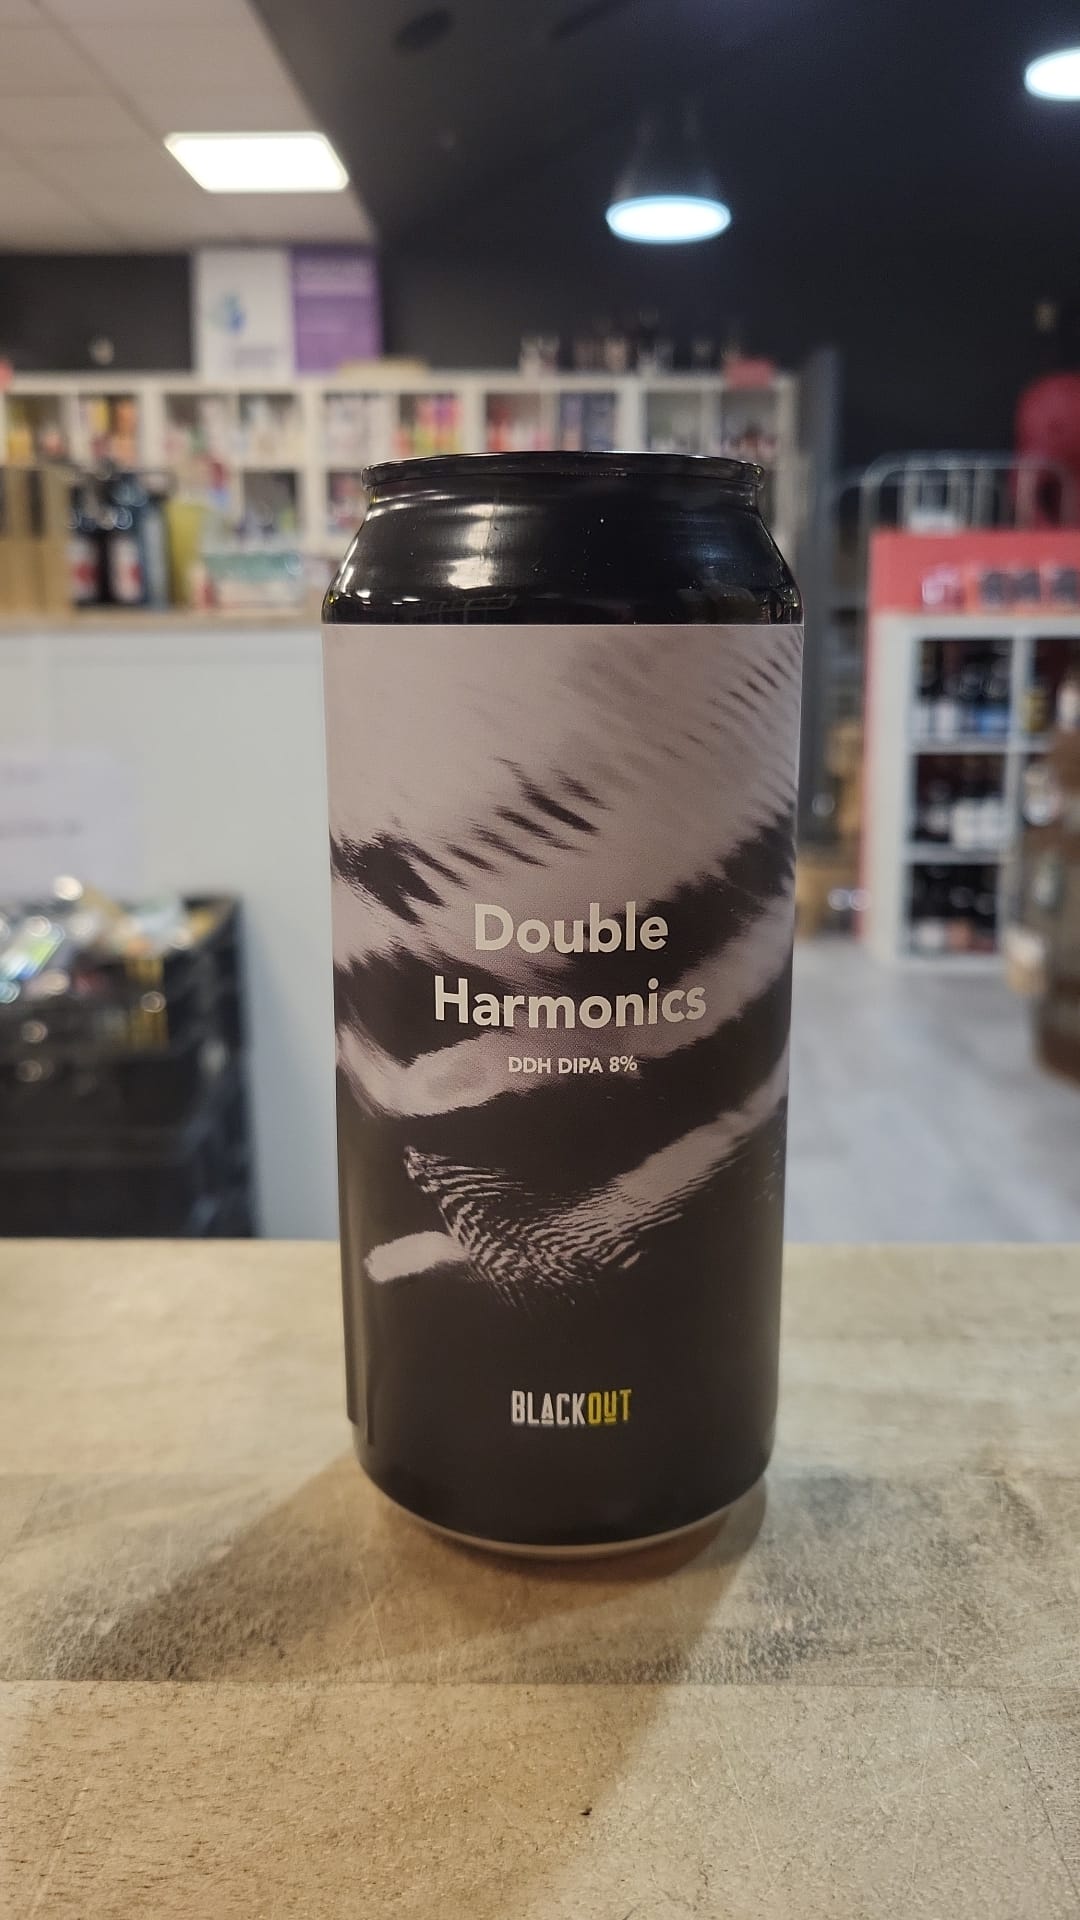 Double
Harmonics
DDH DIPA 8%
BLACKOUT